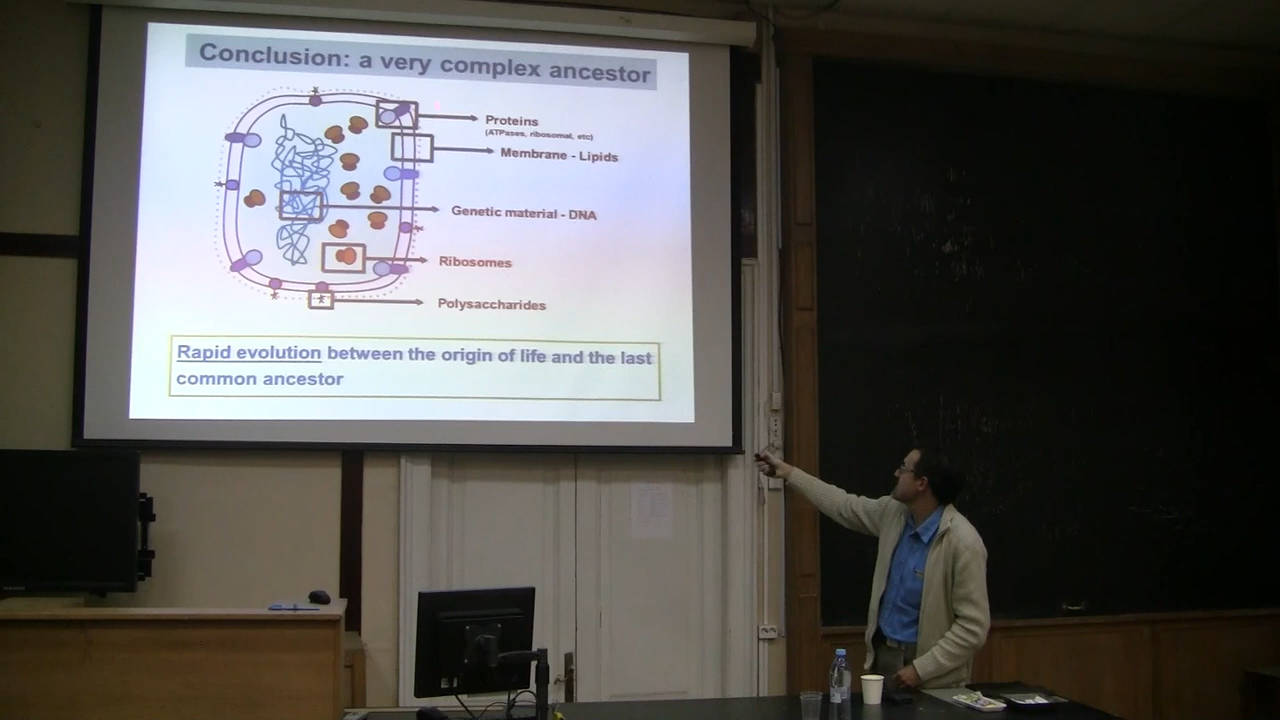 Conclusion: a very complex ancestor
Proteins
(ATPases, ribosomal, etc)
Membrane - Lipids
Genetic material - DNA
Ribosomes
Polysaccharides
Rapid evolution between the origin of life and the last
common ancestor